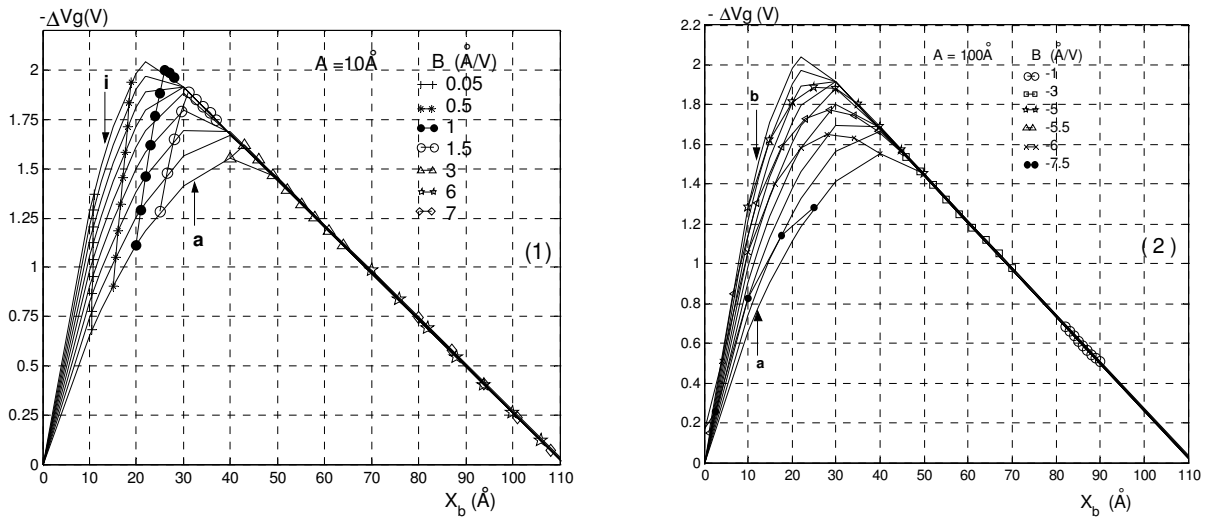 -ΔVg(V)
A =10Å
B (Å/V)
0.05
0.5
1
1.5
3
6
7
i
a
(1)
2
1.75
1.5
1.25
1
0.75
0.5
0.25
0
0 10 20 30 40 50 60 70 80 90 100 110
X_b (Å)
- ΔVg(V)
A = 100Å
B (Å/V)
-1
-3
-5
-5.5
-6
-7.5
b
a
(2)
2.2
2
1.8
1.6
1.4
1.2
1
0.8
0.6
0.4
0.2
0
0 10 20 30 40 50 60 70 80 90 100 110
X_b (Å)